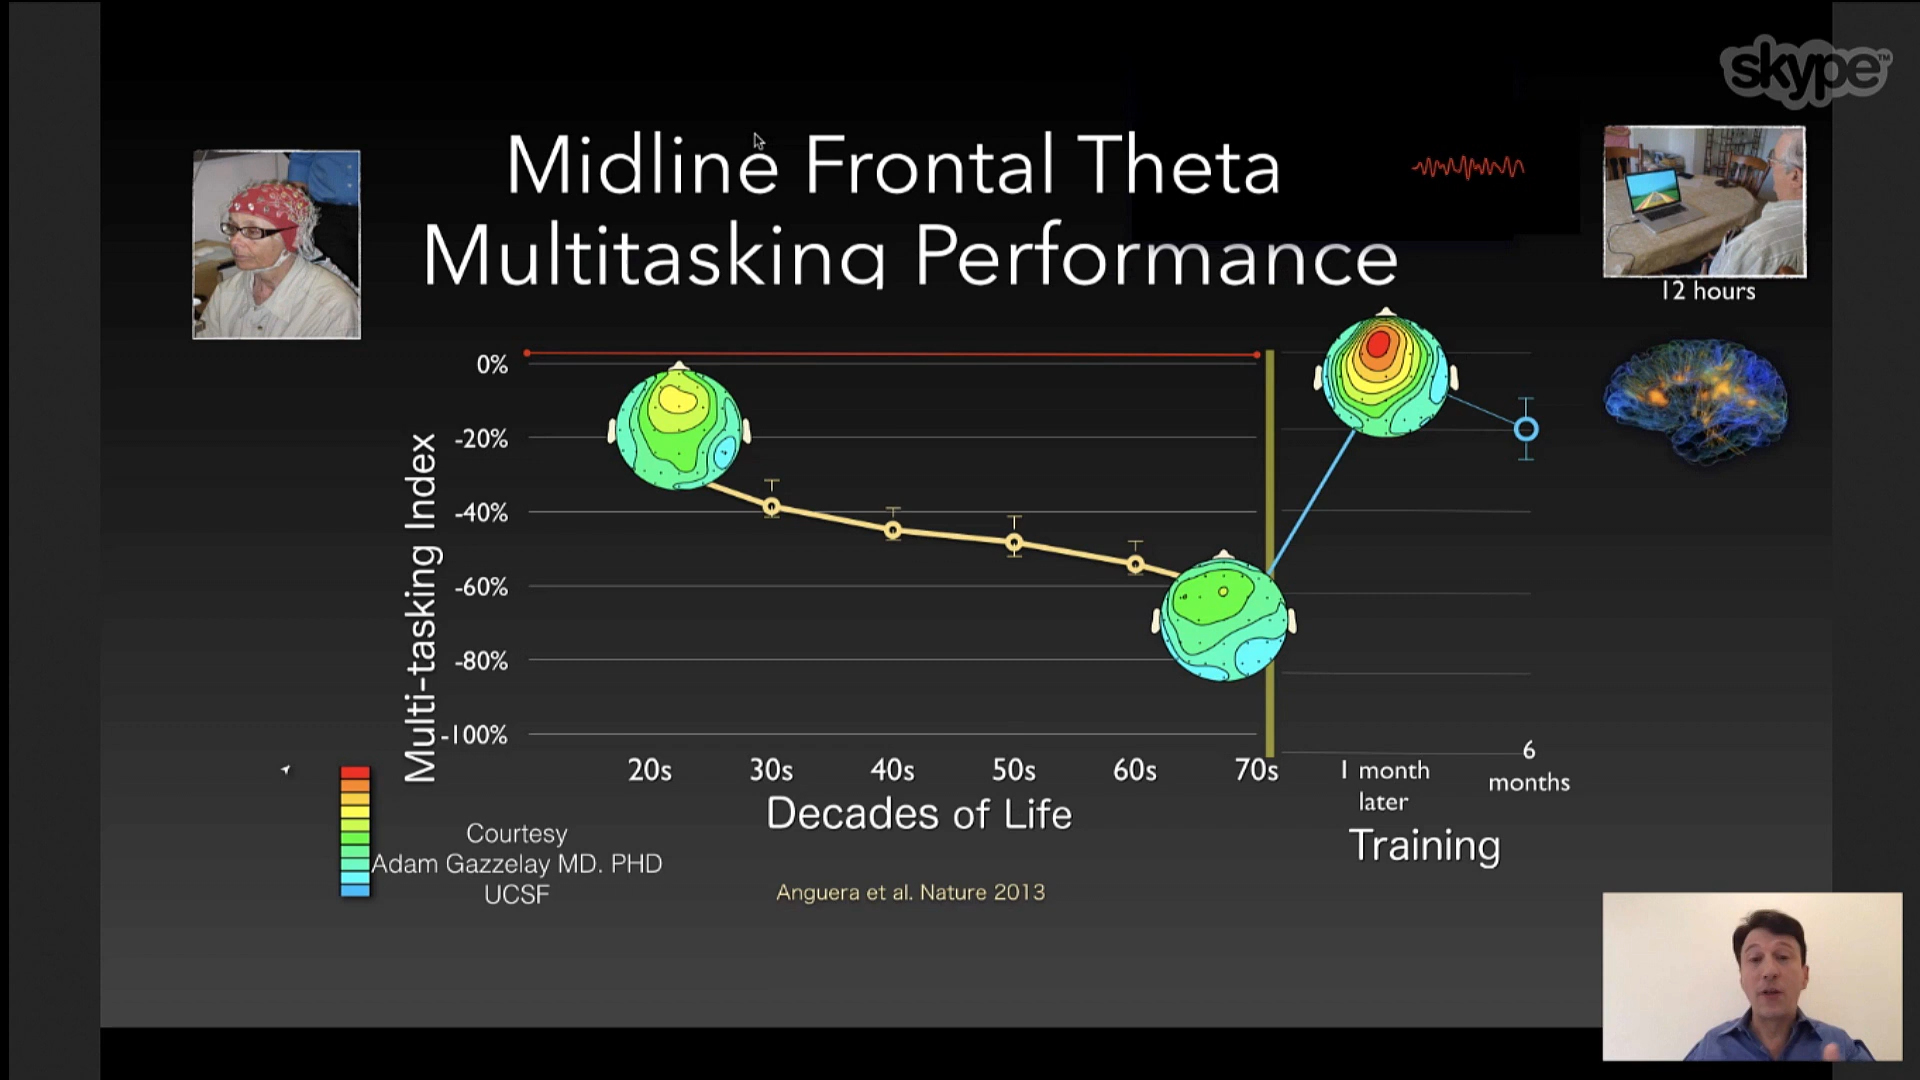 skype™
Midline Frontal Theta
Multitasking Performance
12 hours
Multi-tasking Index
0%
-20%
-40%
-60%
-80%
-100%
20s
30s
40s
50s
60s
70s
1 month
later
6
months
Decades of Life
Training
Courtesy
Adam Gazzelay MD. PHD
UCSF
Anguera et al. Nature 2013